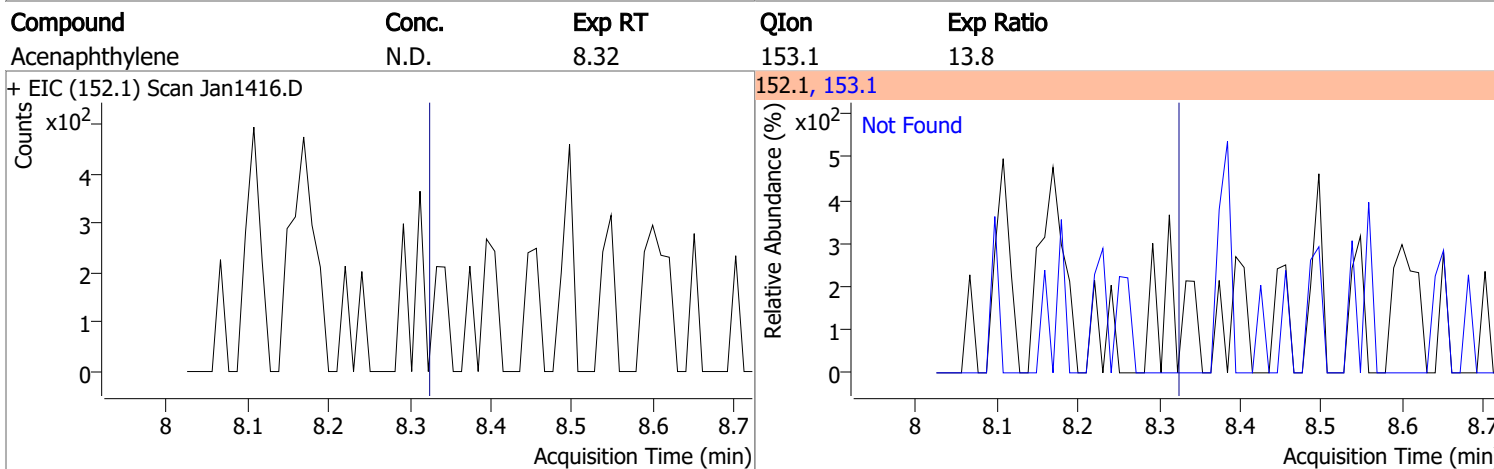 Compound Conc. Exp RT QIon Exp Ratio
Acenaphthylene N.D. 8.32 153.1 13.8
+ EIC (152.1) Scan Jan1416.D
Counts
x10²
4
3
2
1
0
8 8.1 8.2 8.3 8.4 8.5 8.6 8.7
Acquisition Time (min)
152.1, 153.1
Relative Abundance (%)
x10²
Not Found
5
4
3
2
1
0
8 8.1 8.2 8.3 8.4 8.5 8.6 8.7
Acquisition Time (min